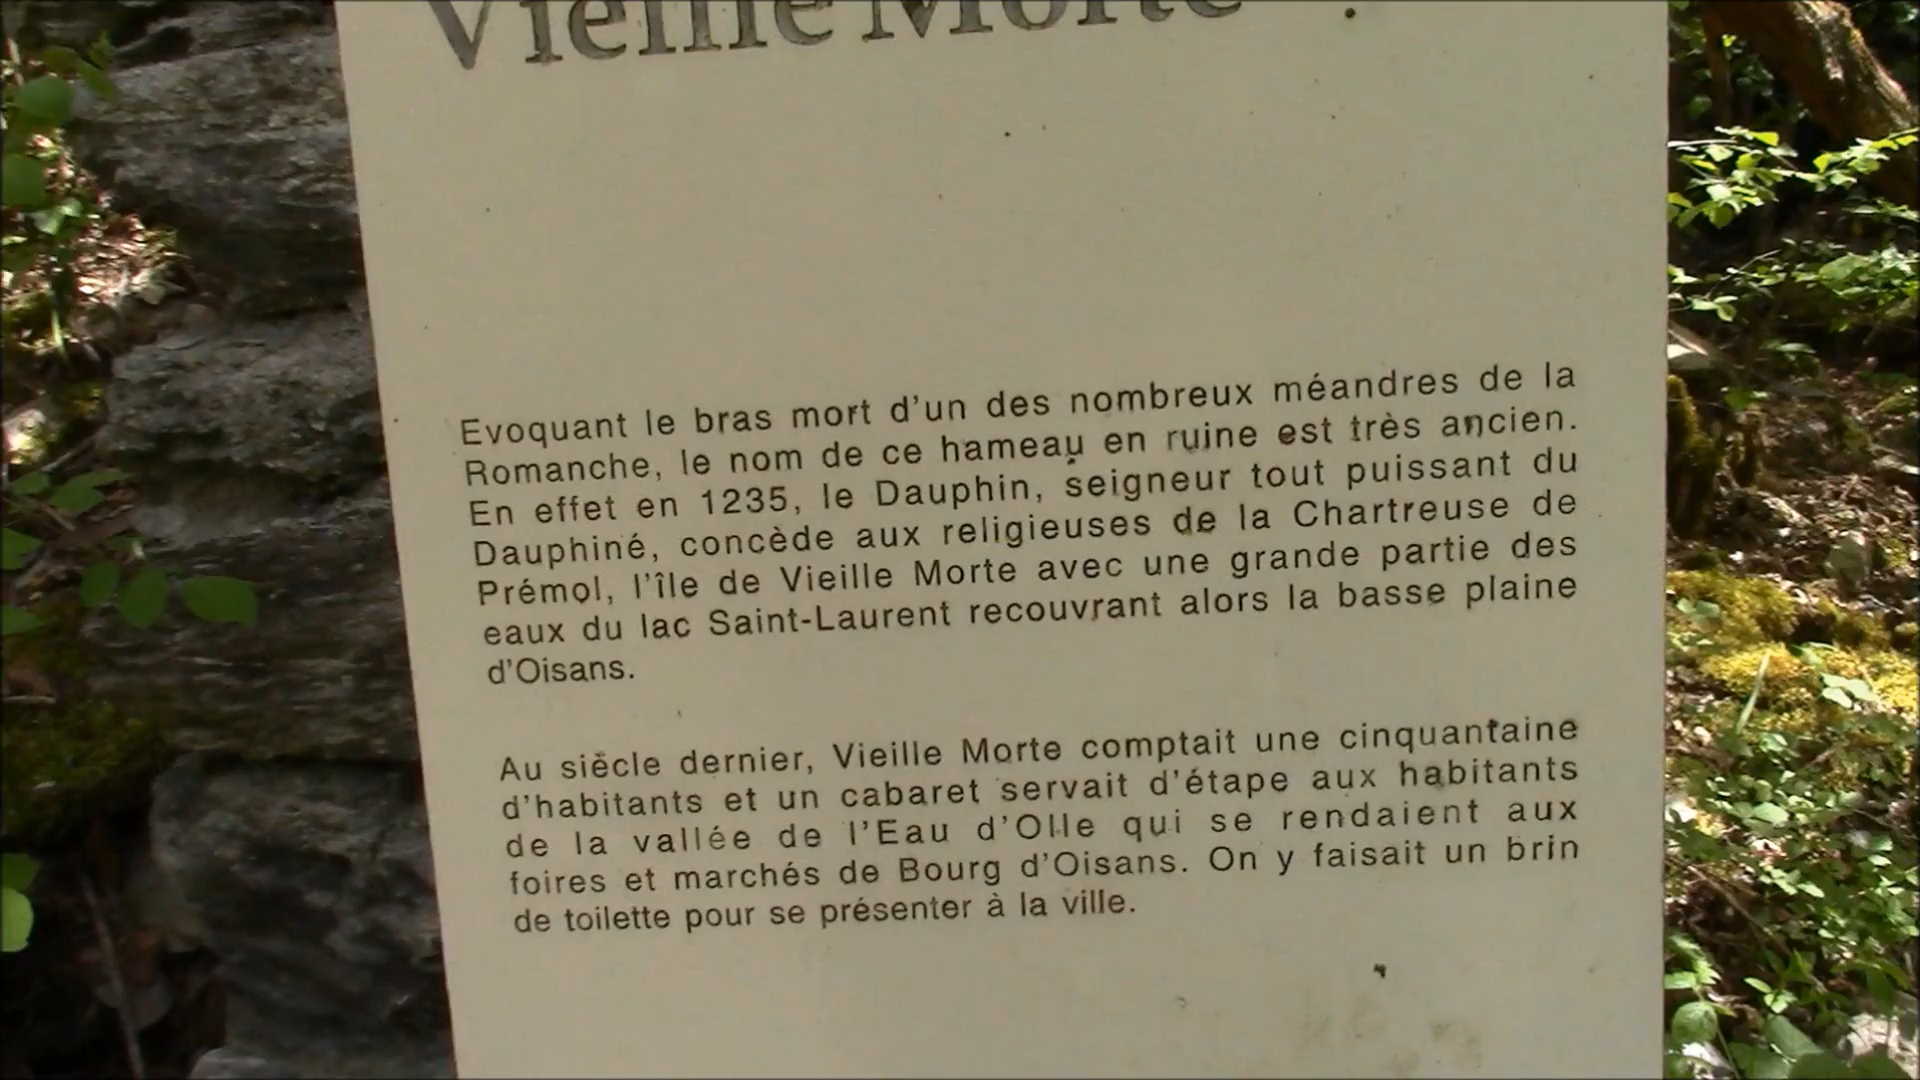 Vieille Morte
Evoquant le bras mort d'un des nombreux méandres de la
Romanche, le nom de ce hameau en ruine est très ancien.
En effet en 1235, le Dauphin, seigneur tout puissant du
Dauphiné, concède aux religieuses de la Chartreuse de
Prémol, l'île de Vieille Morte avec une grande partie des
eaux du lac Saint-Laurent recouvrant alors la basse plaine
d'Oisans.
Au siècle dernier, Vieille Morte comptait une cinquantaine
d'habitants et un cabaret servait d'étape aux habitants
de la vallée de l'Eau d'Olle qui se rendaient aux
foires et marchés de Bourg d'Oisans. On y faisait un brin
de toilette pour se présenter à la ville.